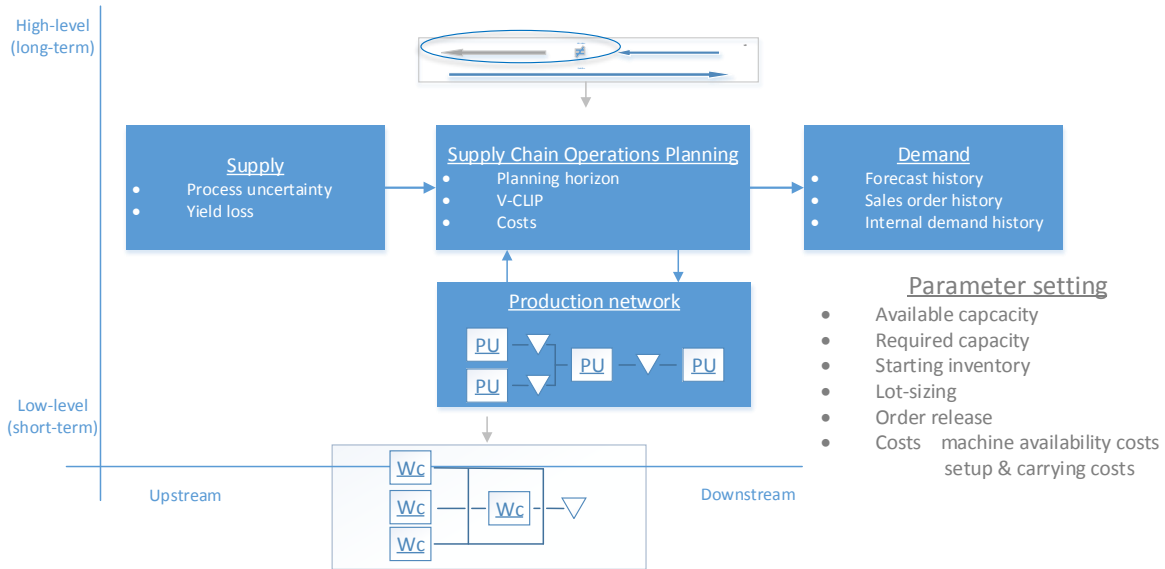 High-level
(long-term)
≠
Supply
Process uncertainty
Yield loss
Supply Chain Operations Planning
Planning horizon
V-CLIP
Costs
Demand
Forecast history
Sales order history
Internal demand history
Production network
PU
PU
PU
PU
Parameter setting
Available capcacity
Required capacity
Starting inventory
Lot-sizing
Order release
Costs machine availability costs
setup & carrying costs
Low-level
(short-term)
Upstream
Downstream
Wc
Wc
Wc
Wc